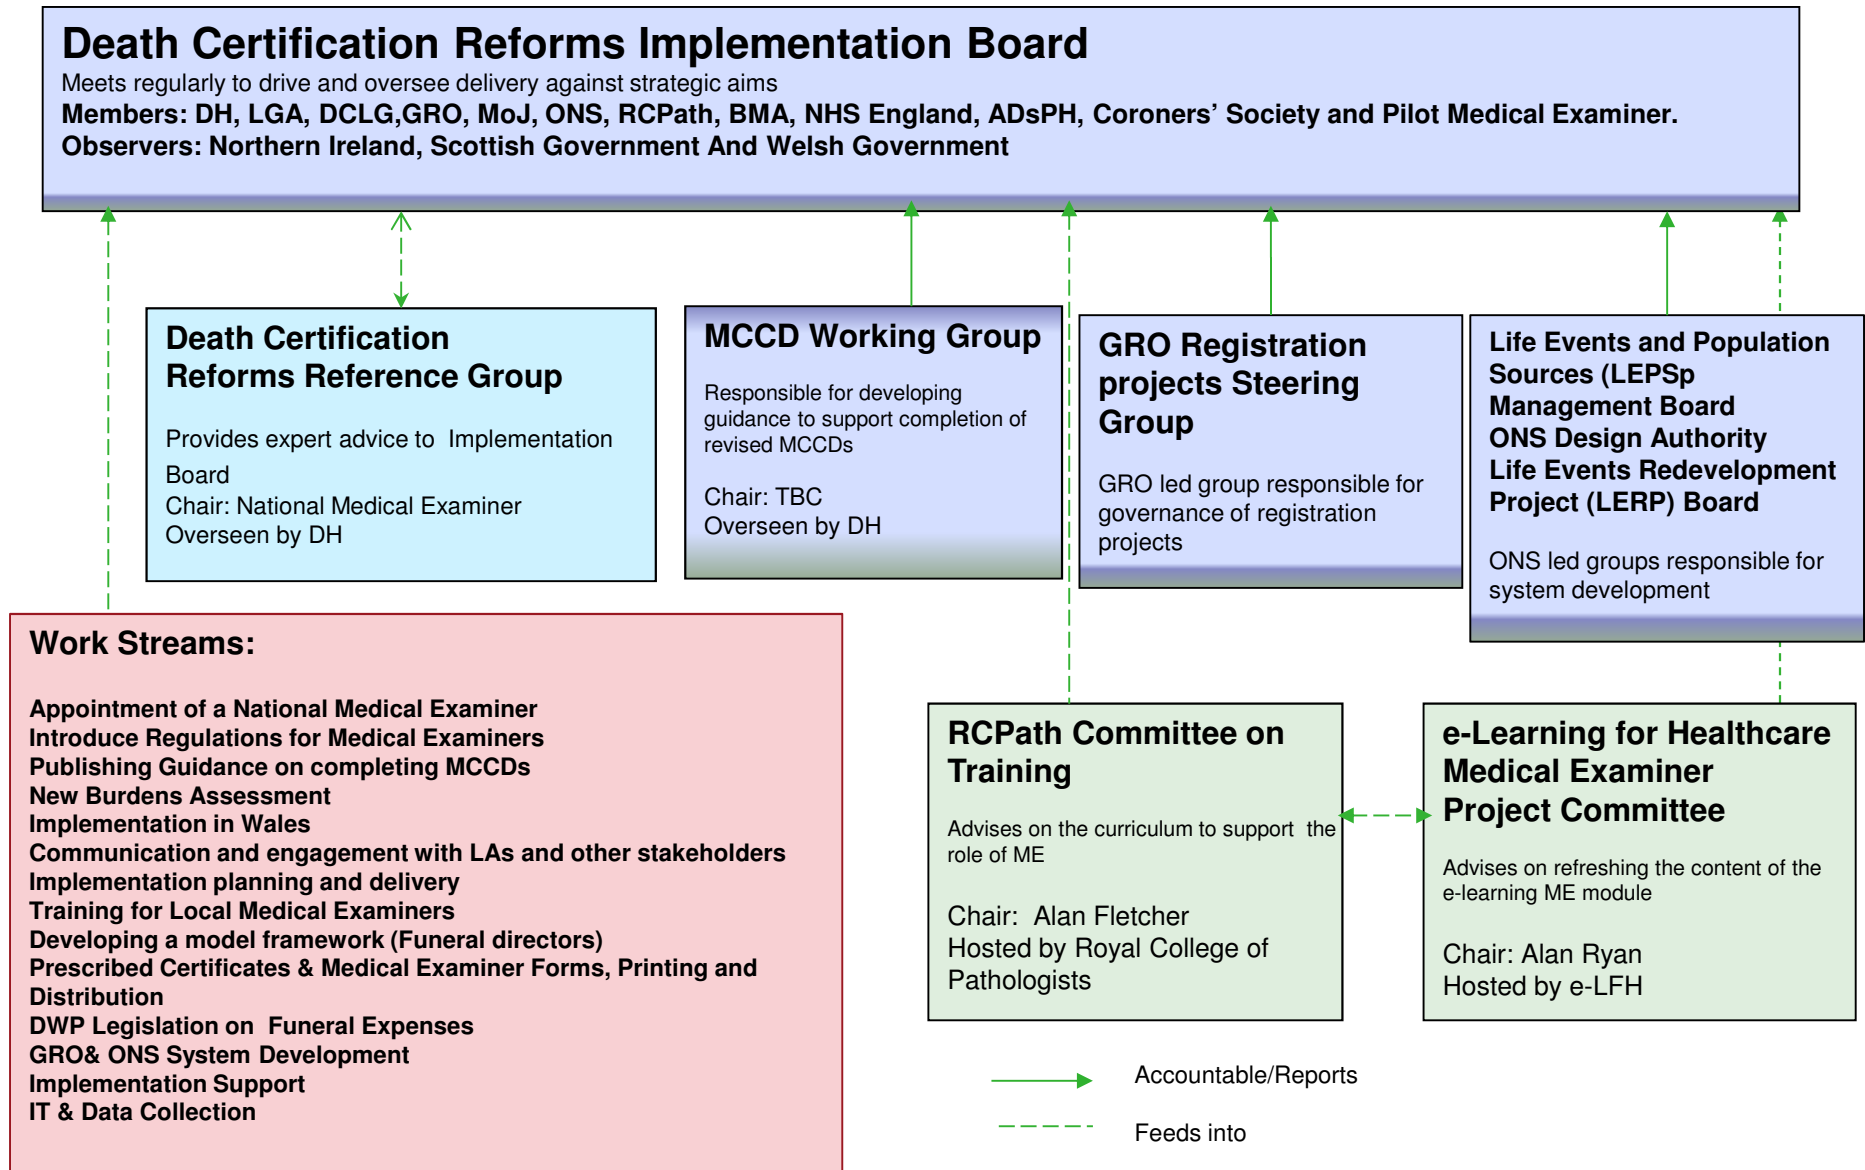 Death Certification Reforms Implementation Board
Meets regularly to drive and oversee delivery against strategic aims
Members: DH, LGA, DCLG,GRO, MoJ, ONS, RCPath, BMA, NHS England, ADsPH, Coroners’ Society and Pilot Medical Examiner.
Observers: Northern Ireland, Scottish Government And Welsh Government
Death Certification
Reforms Reference Group
Provides expert advice to Implementation
Board
Chair: National Medical Examiner
Overseen by DH
MCCD Working Group
Responsible for developing
guidance to support completion of
revised MCCDs
Chair: TBC
Overseen by DH
GRO Registration
projects Steering
Group
GRO led group responsible for
governance of registration
projects
Life Events and Population
Sources (LEPSp
Management Board
ONS Design Authority
Life Events Redevelopment
Project (LERP) Board
ONS led groups responsible for
system development
Work Streams:
Appointment of a National Medical Examiner
Introduce Regulations for Medical Examiners
Publishing Guidance on completing MCCDs
New Burdens Assessment
Implementation in Wales
Communication and engagement with LAs and other stakeholders
Implementation planning and delivery
Training for Local Medical Examiners
Developing a model framework (Funeral directors)
Prescribed Certificates & Medical Examiner Forms, Printing and
Distribution
DWP Legislation on Funeral Expenses
GRO& ONS System Development
Implementation Support
IT & Data Collection
RCPath Committee on
Training
Advises on the curriculum to support the
role of ME
Chair: Alan Fletcher
Hosted by Royal College of
Pathologists
e-Learning for Healthcare
Medical Examiner
Project Committee
Advises on refreshing the content of the
e-learning ME module
Chair: Alan Ryan
Hosted by e-LFH
Accountable/Reports
Feeds into